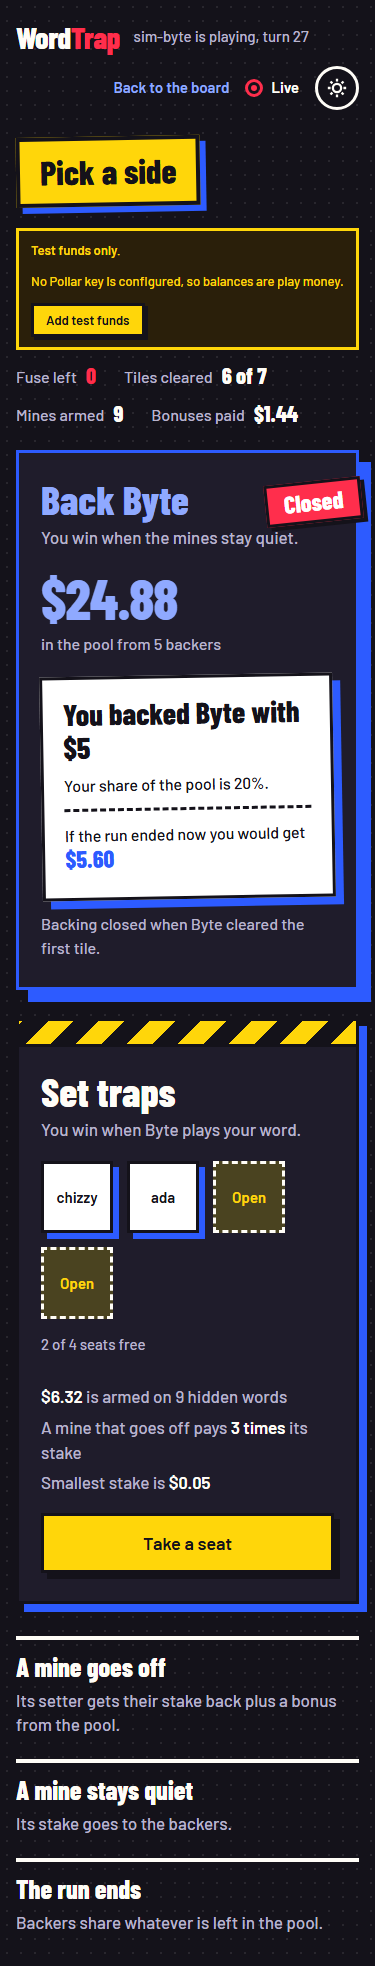 WordTrap sim-byte is playing, turn 27
Back to the board Live
Pick a side
Test funds only.
No Pollar key is configured, so balances are play money.
Add test funds
Fuse left 0 Tiles cleared 6 of 7
Mines armed 9 Bonuses paid $1.44
Back Byte
Closed
You win when the mines stay quiet.
$24.88
in the pool from 5 backers
You backed Byte with
$5
Your share of the pool is 20%.
If the run ended now you would get
$5.60
Backing closed when Byte cleared the
first tile.
Set traps
You win when Byte plays your word.
chizzy ada Open
Open
2 of 4 seats free
$6.32 is armed on 9 hidden words
A mine that goes off pays 3 times its
stake
Smallest stake is $0.05
Take a seat
A mine goes off
Its setter gets their stake back plus a bonus
from the pool.
A mine stays quiet
Its stake goes to the backers.
The run ends
Backers share whatever is left in the pool.